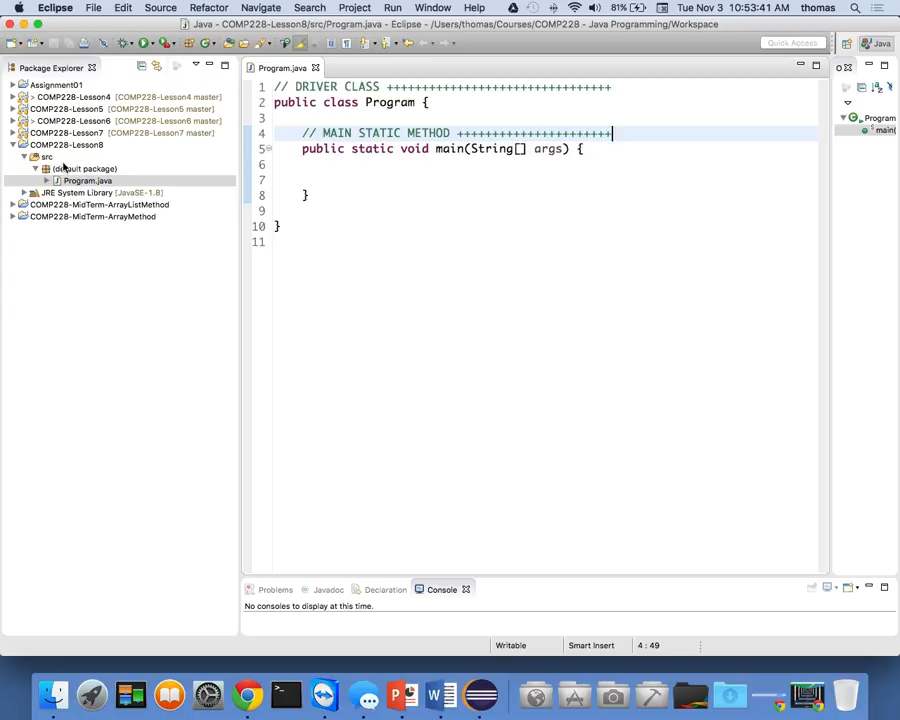 Eclipse File Edit Source Refactor Navigate Search Project Run Window Help 81% Tue Nov 3 10:53:41 AM thomas
Java - COMP228-Lesson8/src/Program.java - Eclipse - /Users/thomas/Courses/COMP228 - Java Programming/Workspace
Quick Access Java
Package Explorer
Assignment01
> COMP228-Lesson4 [COMP228-Lesson4 master]
COMP228-Lesson5 [COMP228-Lesson5 master]
> COMP228-Lesson6 [COMP228-Lesson6 master]
COMP228-Lesson7 [COMP228-Lesson7 master]
COMP228-Lesson8
src
(default package)
Program.java
JRE System Library [JavaSE-1.8]
COMP228-MidTerm-ArrayListMethod
COMP228-MidTerm-ArrayMethod
Program.java
1 // DRIVER CLASS ++++++++++++++++++++++++++++++++
2 public class Program {
3
4 // MAIN STATIC METHOD ++++++++++++++++++++++
5 public static void main(String[] args) {
6
7
8 }
9
10 }
11
O
Program
main(
Problems Javadoc Declaration Console
No consoles to display at this time.
Writable Smart Insert 4 : 49